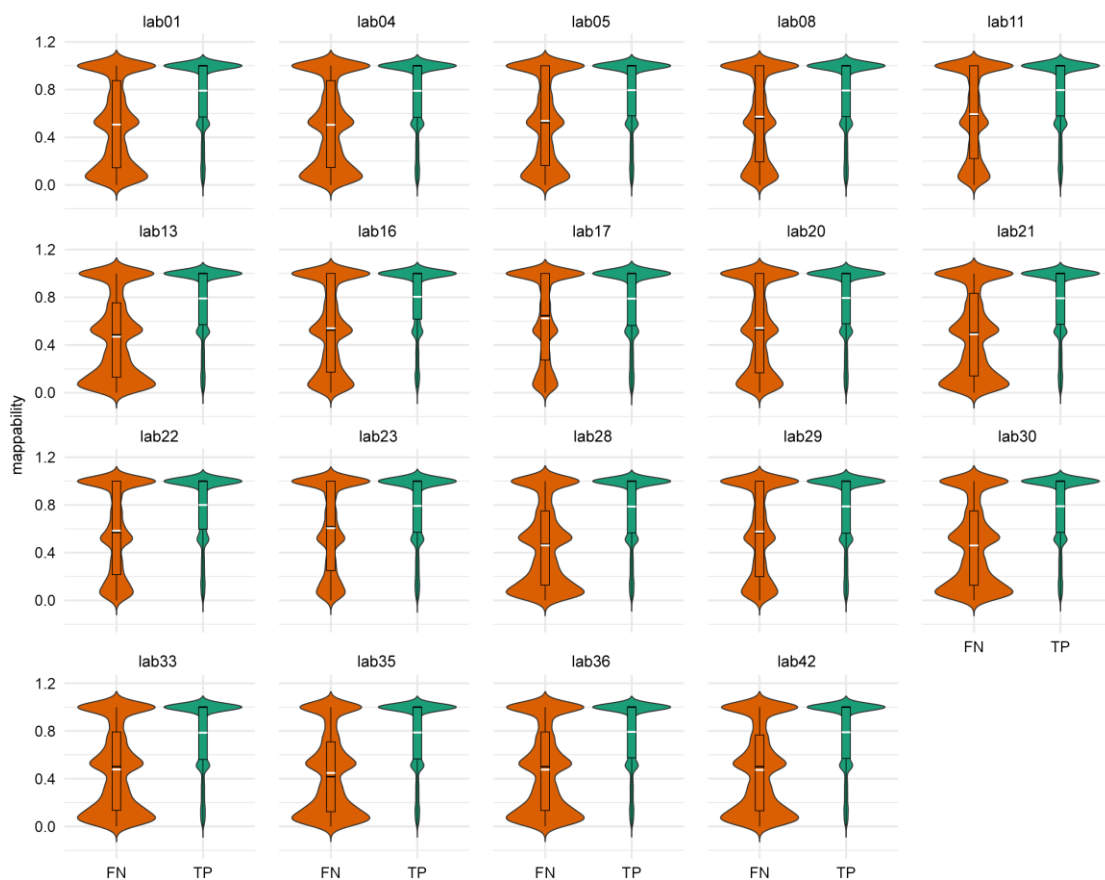 lab01 lab04 lab05 lab08 lab11
1.2
0.8
0.4
0.0
lab13 lab16 lab17 lab20 lab21
1.2
0.8
0.4
0.0
mappability
lab22 lab23 lab28 lab29 lab30
1.2
0.8
0.4
0.0
FN TP
lab33 lab35 lab36 lab42
1.2
0.8
0.4
0.0
FN TP FN TP FN TP FN TP